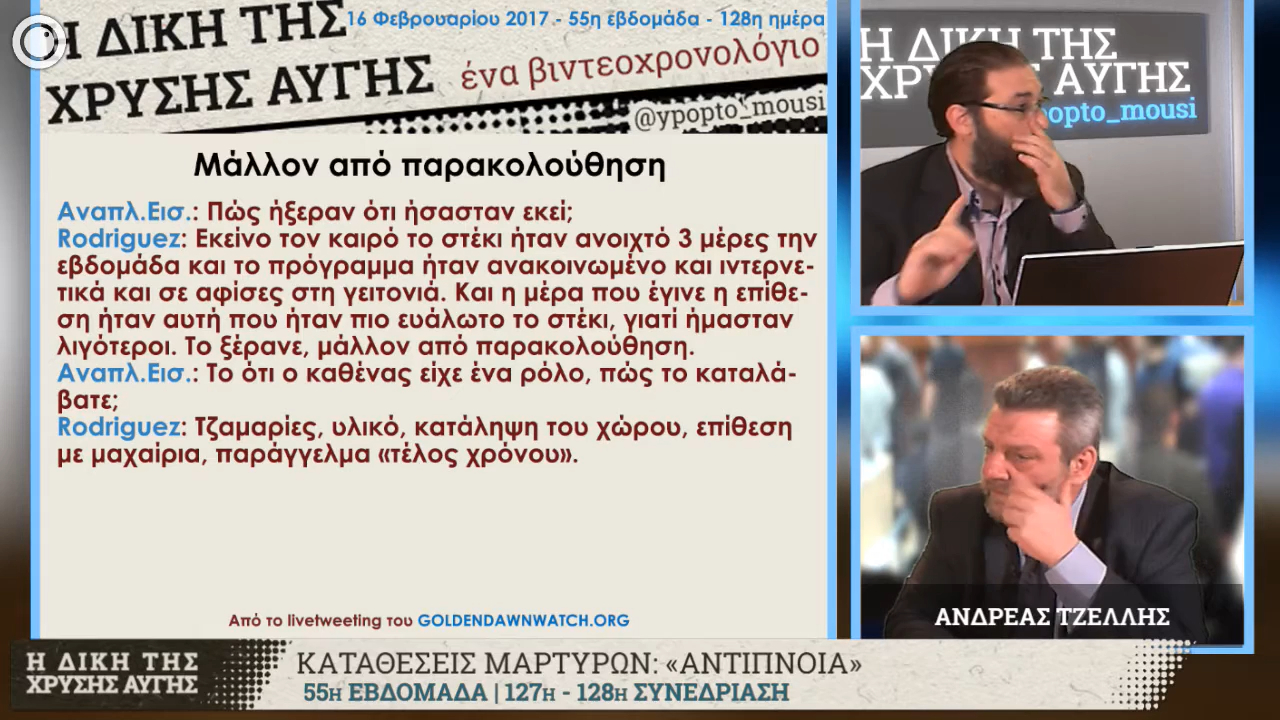 16 Φεβρουαρίου 2017 - 55η εβδομάδα - 128η ημέρα
Η ΔΙΚΗ ΤΗΣ
ΧΡΥΣΗΣ ΑΥΓΗΣ
ένα βιντεοχρονολόγιο
@ypopto_mousi
Μάλλον από παρακολούθηση
Αναπλ.Εισ.: Πώς ήξεραν ότι ήσασταν εκεί;
Rodriguez: Εκείνο τον καιρό το στέκι ήταν ανοιχτό 3 μέρες την
εβδομάδα και το πρόγραμμα ήταν ανακοινωμένο και ιντερνε-
τικά και σε αφίσες στη γειτονιά. Και η μέρα που έγινε η επίθε-
ση ήταν αυτή που ήταν πιο ευάλωτο το στέκι, γιατί ήμασταν
λιγότεροι. Το ξέρανε, μάλλον από παρακολούθηση.
Αναπλ.Εισ.: Το ότι ο καθένας είχε ένα ρόλο, πώς το καταλά-
βατε;
Rodriguez: Τζαμαρίες, υλικό, κατάληψη του χώρου, επίθεση
με μαχαίρια, παράγγελμα «τέλος χρόνου».
Από το livetweeting του GOLDENDAWNWATCH.ORG
Η ΔΙΚΗ ΤΗΣ
ΧΡΥΣΗΣ ΑΥΓΗΣ
opto_mousi
ΑΝΔΡΕΑΣ ΤΖΕΛΛΗΣ
Η ΔΙΚΗ ΤΗΣ
ΧΡΥΣΗΣ ΑΥΓΗΣ
ΚΑΤΑΘΕΣΕΙΣ ΜΑΡΤΥΡΩΝ: «ΑΝΤΙΠΝΟΙΑ»
55Η ΕΒΔΟΜΑΔΑ | 127Η - 128Η ΣΥΝΕΔΡΙΑΣΗ